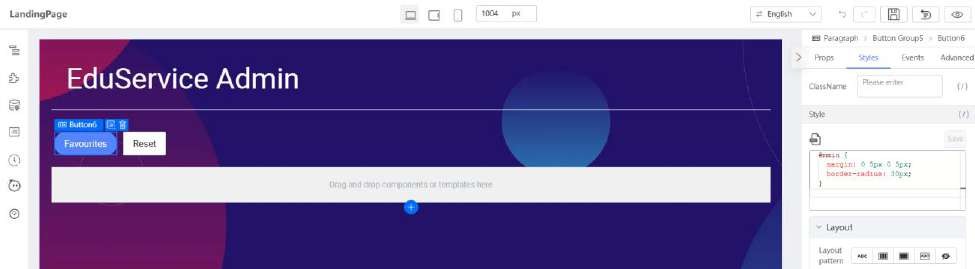 LandingPage
1004 px
English
Paragraph > Button Group5 > Button6
Props Styles Events Advanced
ClassName Please enter
Style
Save
margin: 0 5px 0 5px;
border-radius: 30px;
}
Layout
Layout
pattern
EduService Admin
Button6
Favourites Reset
Drag and drop components or templates here